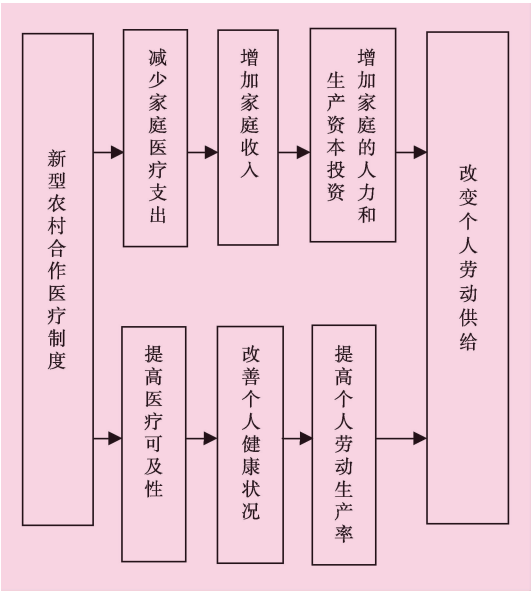 新型农村合作医疗制度
减少家庭医疗支出
增加家庭收入
增加家庭的人力和
生产资本投资
提高医疗可及性
改善个人健康状况
提高个人劳动生产率
改变个人劳动供给